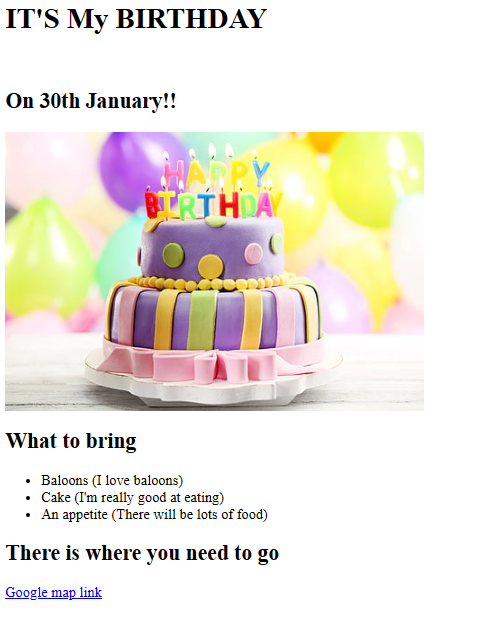 IT'S My BIRTHDAY
On 30th January!!
HAPPY
BIRTHDAY
What to bring
Baloons (I love baloons)
Cake (I'm really good at eating)
An appetite (There will be lots of food)
There is where you need to go
Google map link